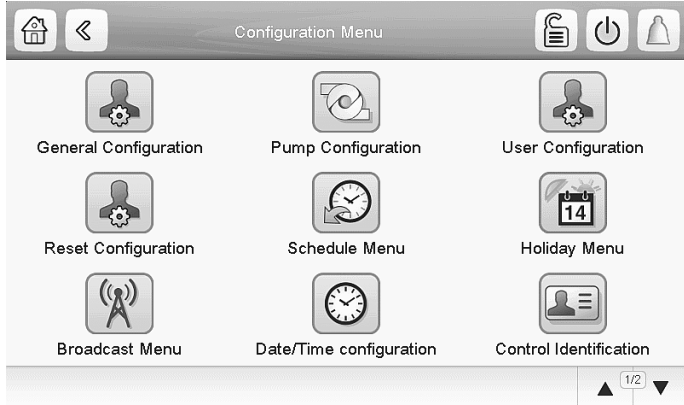 Configuration Menu
General Configuration
Pump Configuration
User Configuration
Reset Configuration
Schedule Menu
14
Holiday Menu
Broadcast Menu
Date/Time configuration
Control Identification
1/2